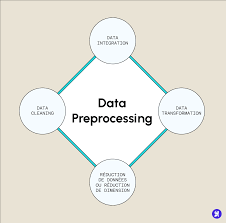 DATA
INTEGRATION
DATA
CLEANING
Data
Preprocessing
DATA
TRANSFORMATION
RÉDUCTION
DE DONNÉES
OU RÉDUCTION
DE DIMENSION